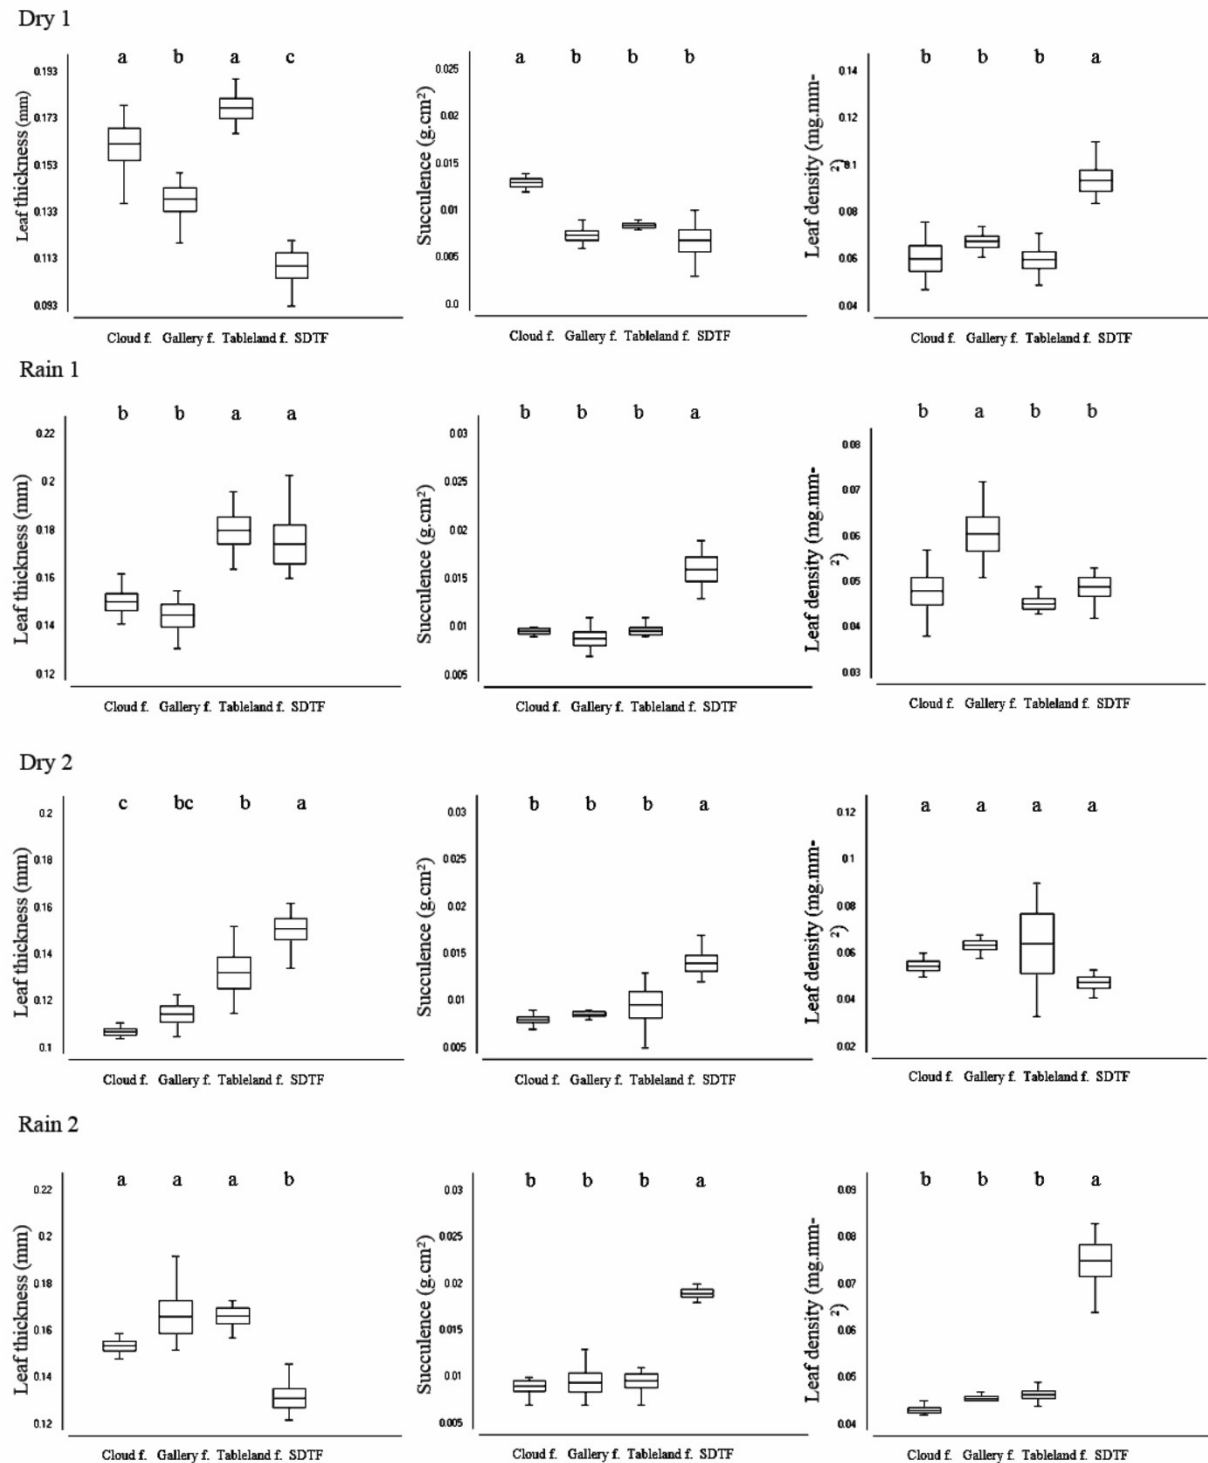 Dry 1
a b a c
Leaf thickness (mm)
0.193
0.173
0.153
0.133
0.113
0.093
Cloud f. Gallery f. Tableland f. SDTF
a b b b
Succulence (g.cm²)
0.025
0.02
0.015
0.01
0.005
0.0
Cloud f. Gallery f. Tableland f. SDTF
b b b a
Leaf density (mg.mm-
2)
0.14
0.12
0.1
0.08
0.06
0.04
Cloud f. Gallery f. Tableland f. SDTF
Rain 1
b b a a
Leaf thickness (mm)
0.22
0.2
0.18
0.16
0.14
0.12
Cloud f. Gallery f. Tableland f. SDTF
b b b a
Succulence (g.cm²)
0.03
0.025
0.02
0.015
0.01
0.005
Cloud f. Gallery f. Tableland f. SDTF
b a b b
Leaf density (mg.mm-
2)
0.08
0.07
0.06
0.05
0.04
0.03
Cloud f. Gallery f. Tableland f. SDTF
Dry 2
c bc b a
Leaf thickness (mm)
0.2
0.18
0.16
0.14
0.12
0.1
Cloud f. Gallery f. Tableland f. SDTF
b b b a
Succulence (g.cm²)
0.03
0.025
0.02
0.015
0.01
0.005
Cloud f. Gallery f. Tableland f. SDTF
a a a a
Leaf density (mg.mm-
2)
0.12
0.1
0.08
0.06
0.04
0.02
Cloud f. Gallery f. Tableland f. SDTF
Rain 2
a a a b
Leaf thickness (mm)
0.22
0.2
0.18
0.16
0.14
0.12
Cloud f. Gallery f. Tableland f. SDTF
b b b a
Succulence (g.cm²)
0.03
0.025
0.02
0.015
0.01
0.005
Cloud f. Gallery f. Tableland f. SDTF
b b b a
Leaf density (mg.mm-
2)
0.09
0.08
0.07
0.06
0.05
0.04
Cloud f. Gallery f. Tableland f. SDTF